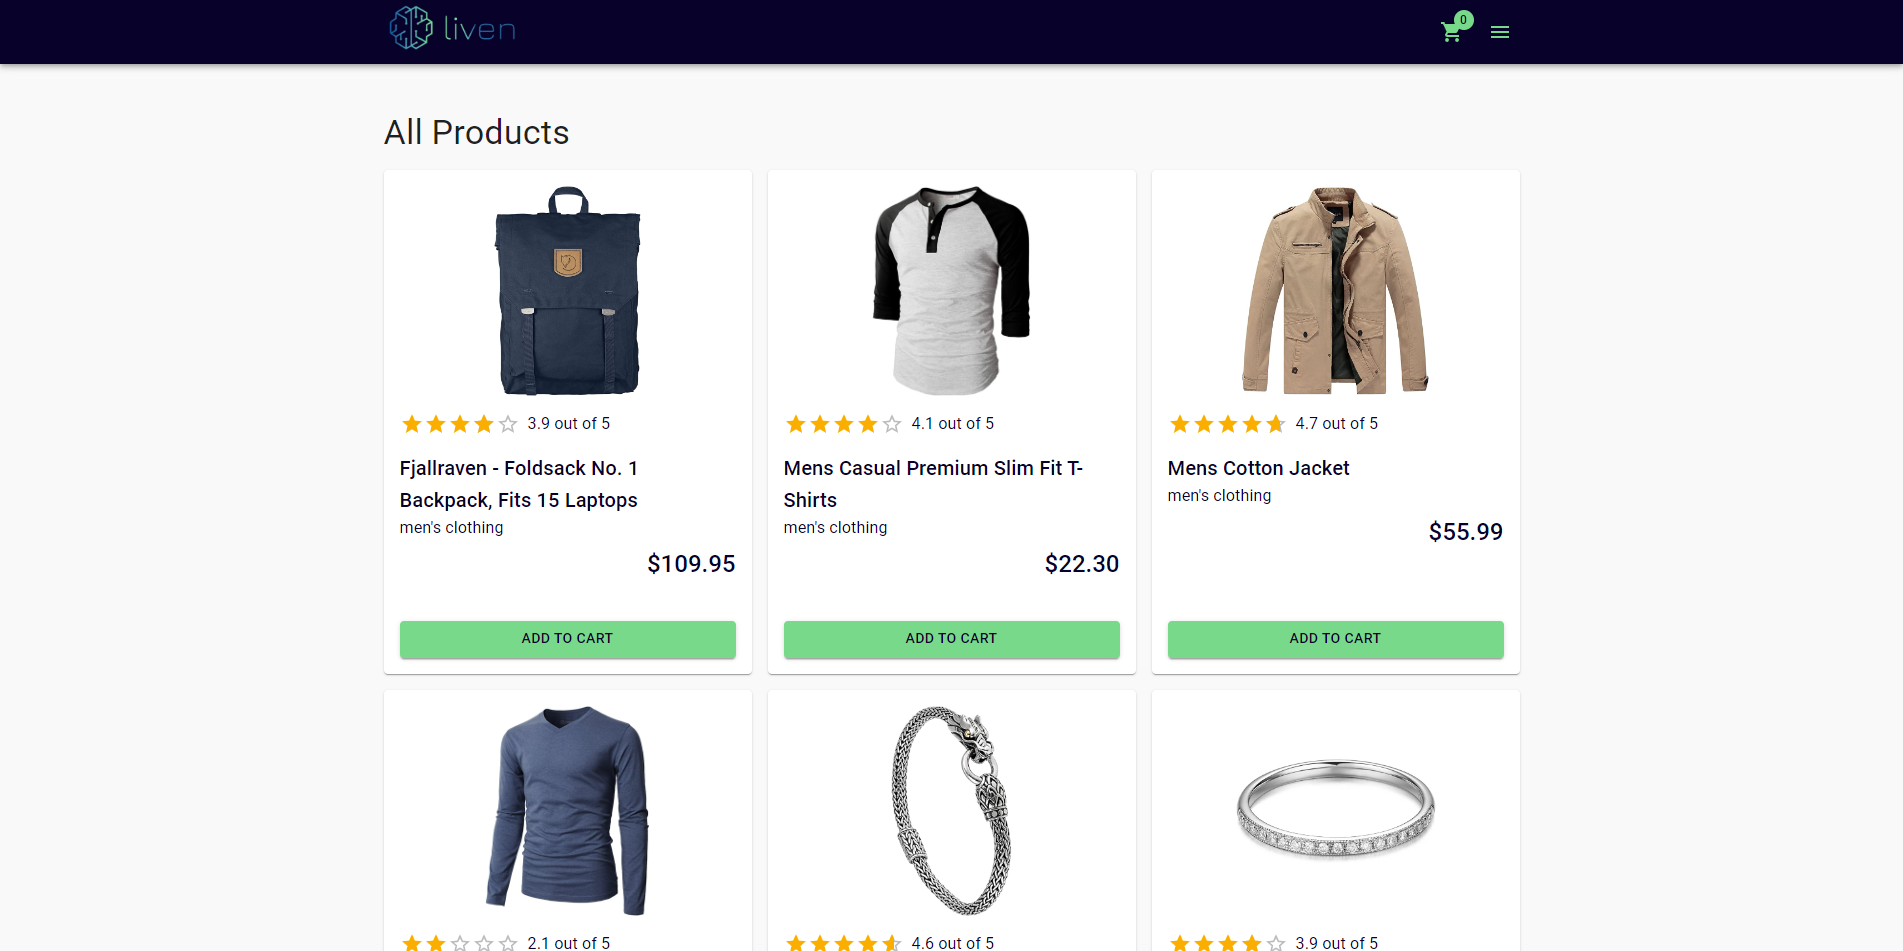 liven
0
All Products
3.9 out of 5
Fjallraven - Foldsack No. 1
Backpack, Fits 15 Laptops
men's clothing
$109.95
ADD TO CART
4.1 out of 5
Mens Casual Premium Slim Fit T-
Shirts
men's clothing
$22.30
ADD TO CART
4.7 out of 5
Mens Cotton Jacket
men's clothing
$55.99
ADD TO CART
2.1 out of 5
4.6 out of 5
3.9 out of 5